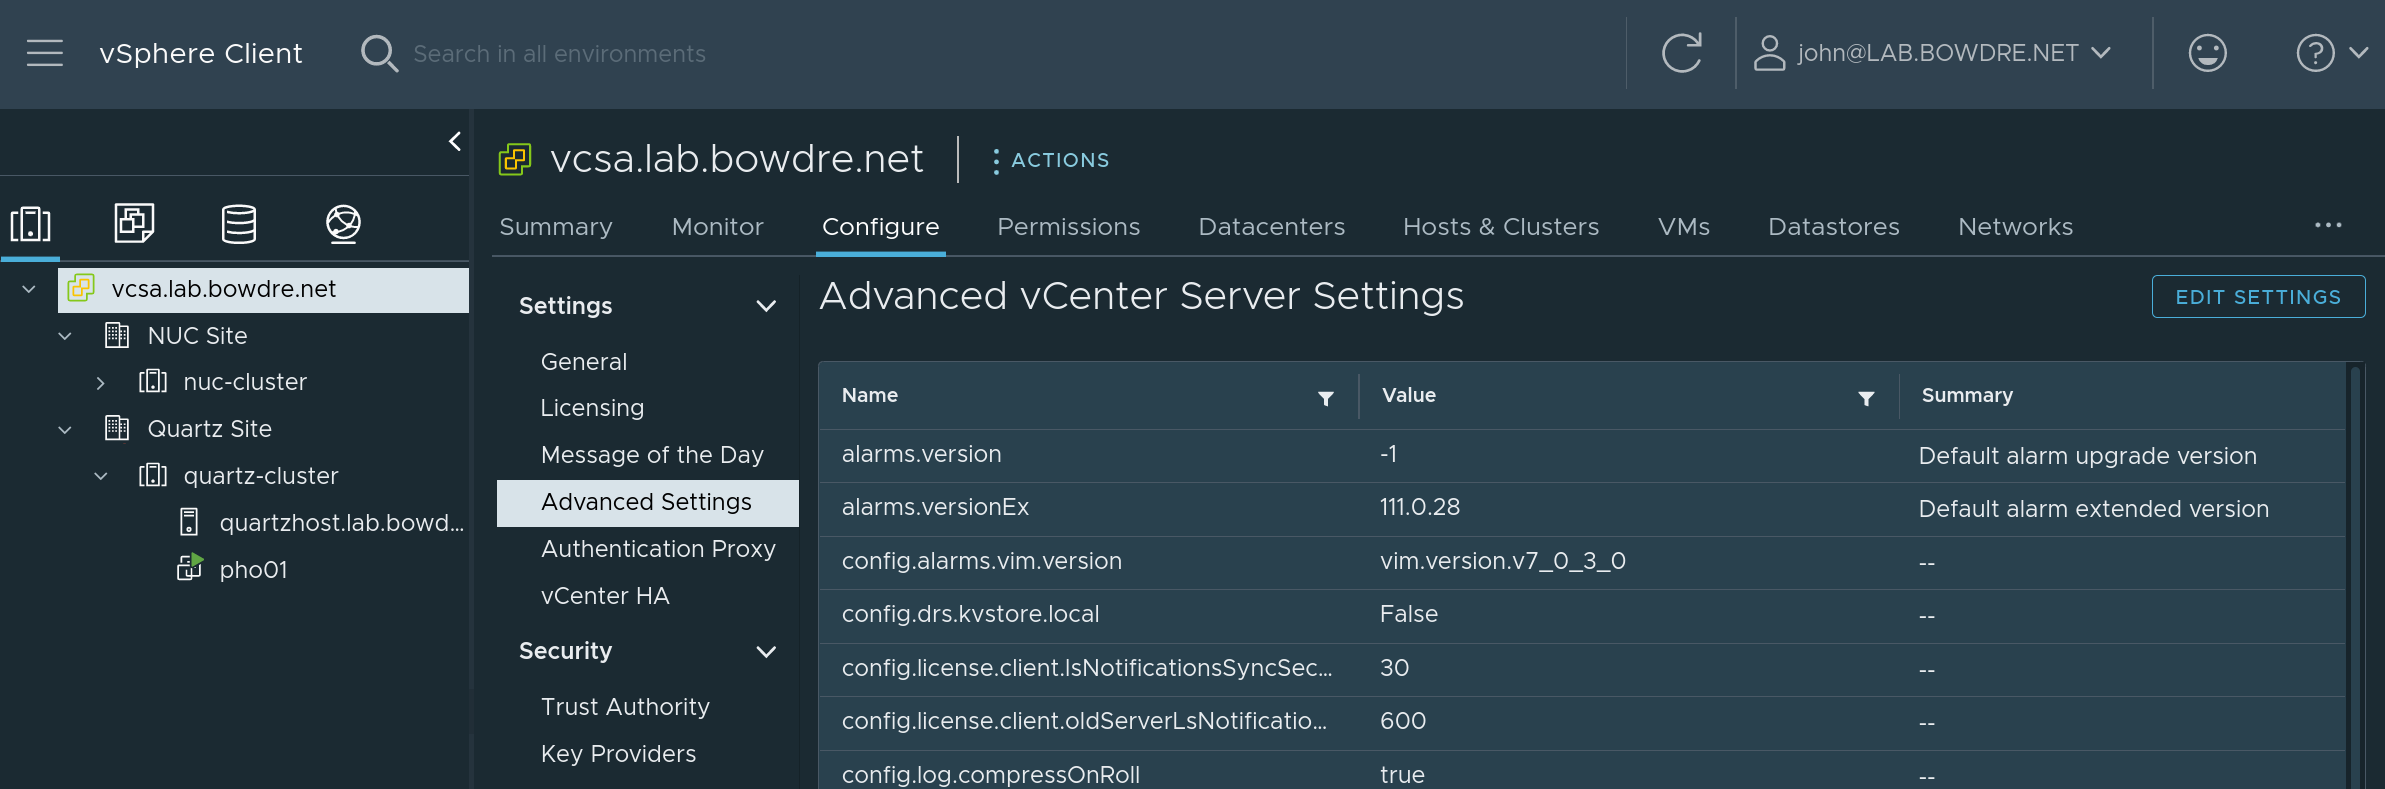 vSphere Client
Search in all environments
john@LAB.BOWDRE.NET
vcsa.lab.bowdre.net
NUC Site
nuc-cluster
Quartz Site
quartz-cluster
quartzhost.lab.bowd...
pho01
vcsa.lab.bowdre.net
ACTIONS
Summary Monitor Configure Permissions Datacenters Hosts & Clusters VMs Datastores Networks ...
Settings
General
Licensing
Message of the Day
Advanced Settings
Authentication Proxy
vCenter HA
Security
Trust Authority
Key Providers
Advanced vCenter Server Settings
EDIT SETTINGS
Name Value Summary
alarms.version -1 Default alarm upgrade version
alarms.versionEx 111.0.28 Default alarm extended version
config.alarms.vim.version vim.version.v7_0_3_0 --
config.drs.kvstore.local False --
config.license.client.lsNotificationsSyncSec... 30 --
config.license.client.oldServerLsNotificatio... 600 --
config.log.compressOnRoll true --